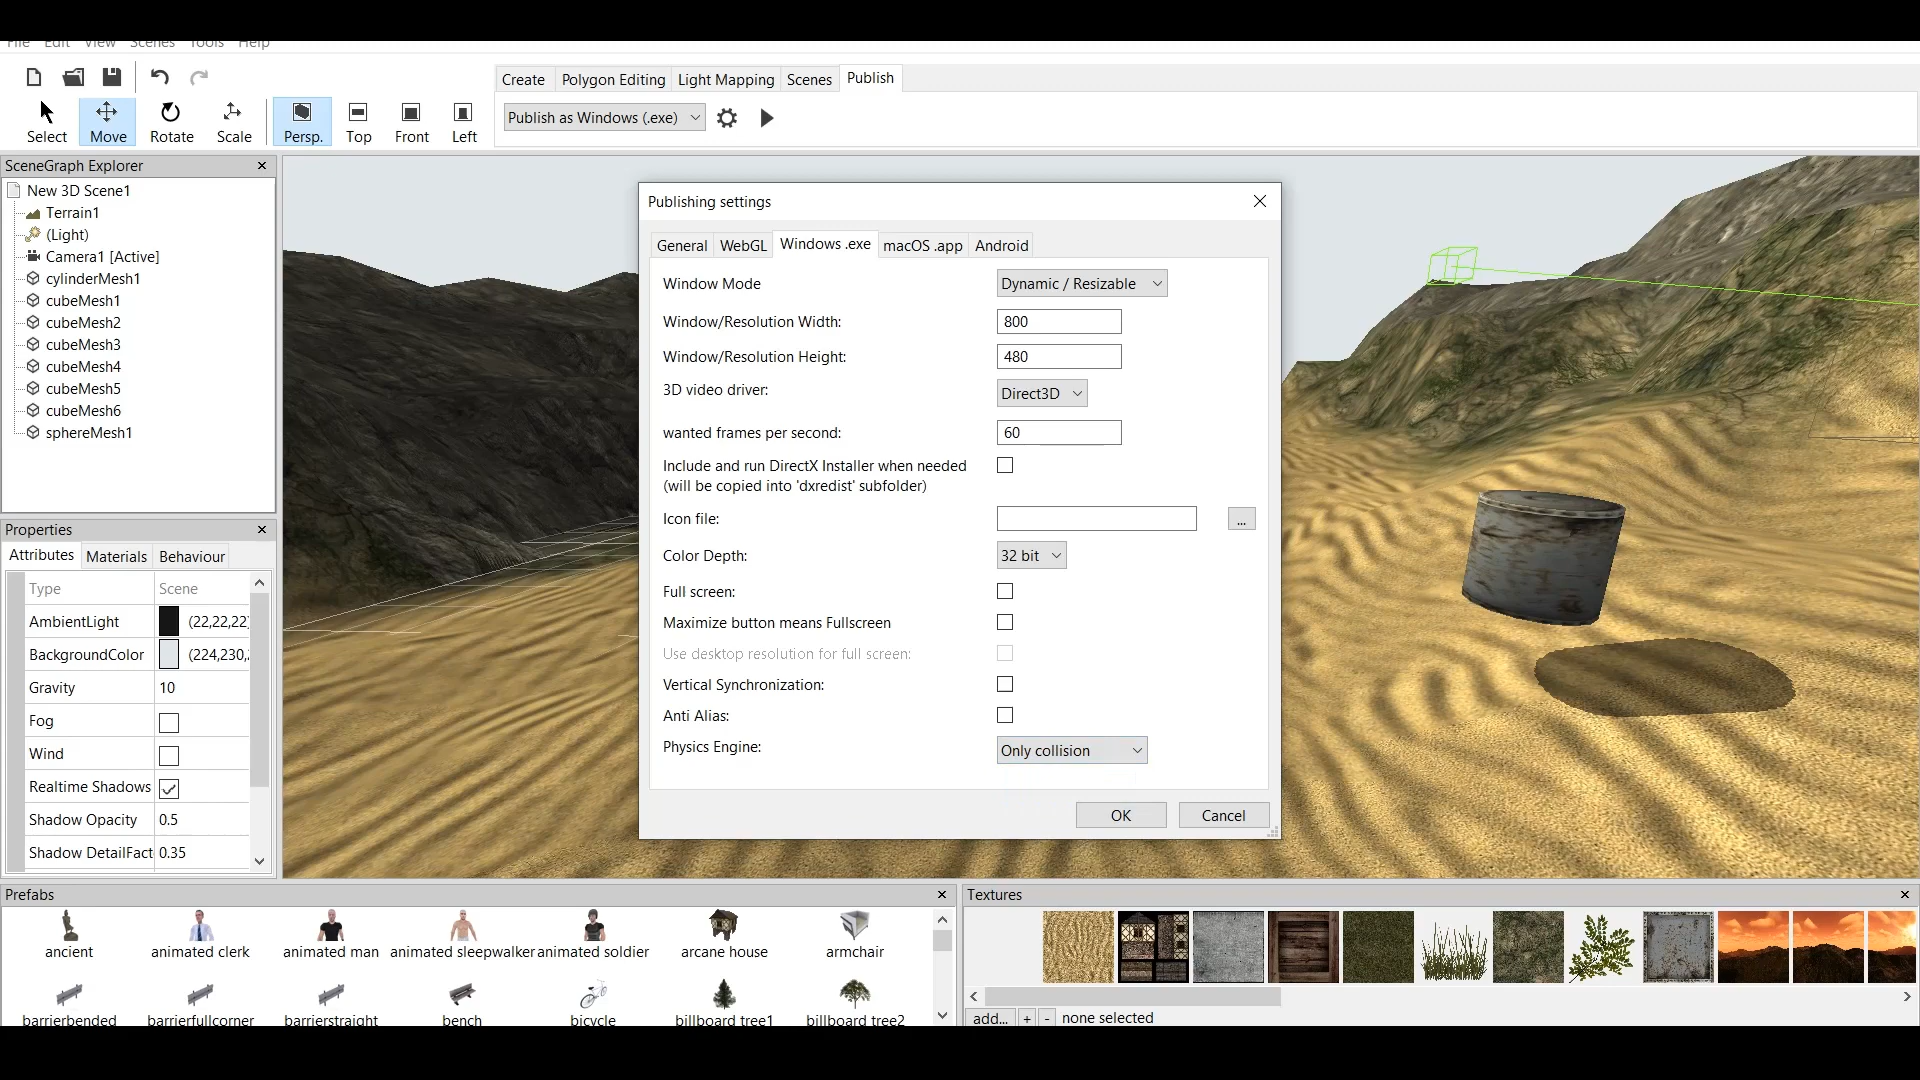 File Edit View Scenes Tools Help
Create Polygon Editing Light Mapping Scenes Publish
Publish as Windows (.exe)
Select Move Rotate Scale Persp. Top Front Left
SceneGraph Explorer
New 3D Scene1
Terrain1
(Light)
Camera1 [Active]
cylinderMesh1
cubeMesh1
cubeMesh2
cubeMesh3
cubeMesh4
cubeMesh5
cubeMesh6
sphereMesh1
Properties
Attributes Materials Behaviour
Type Scene
AmbientLight (22,22,22)
BackgroundColor (224,230,
Gravity 10
Fog
Wind
Realtime Shadows
Shadow Opacity 0.5
Shadow DetailFact 0.35
Publishing settings
General WebGL Windows .exe macOS .app Android
Window Mode Dynamic / Resizable
Window/Resolution Width: 800
Window/Resolution Height: 480
3D video driver: Direct3D
wanted frames per second: 60
Include and run DirectX Installer when needed
(will be copied into 'dxredist' subfolder)
Icon file: ...
Color Depth: 32 bit
Full screen:
Maximize button means Fullscreen
Use desktop resolution for full screen:
Vertical Synchronization:
Anti Alias:
Physics Engine: Only collision
OK Cancel
Prefabs
ancient animated clerk animated man animated sleepwalker animated soldier arcane house armchair
barrierbended barrierfullcorner barrierstraight bench bicycle billboard tree1 billboard tree2
Textures
add... + - none selected